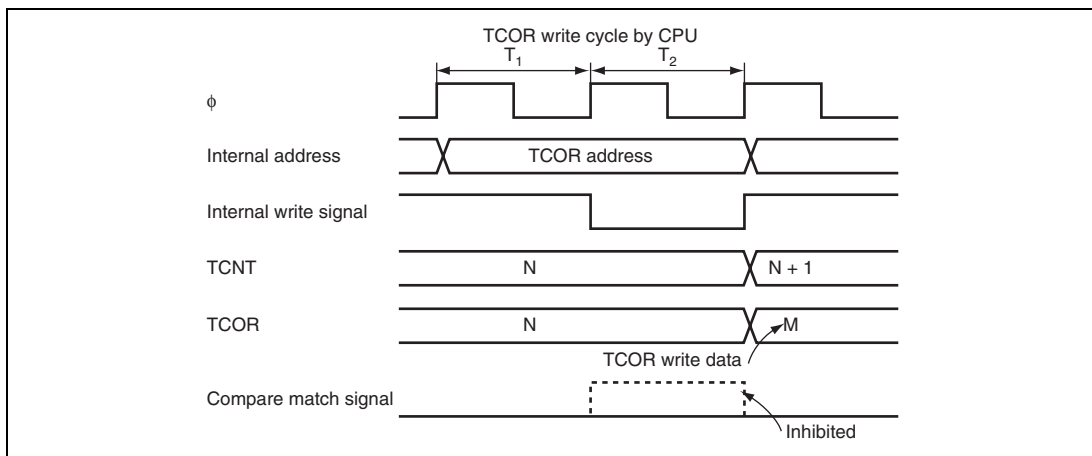 TCOR write cycle by CPU
T1 T2
φ
Internal address TCOR address
Internal write signal
TCNT N N + 1
TCOR N M
TCOR write data
Compare match signal
Inhibited